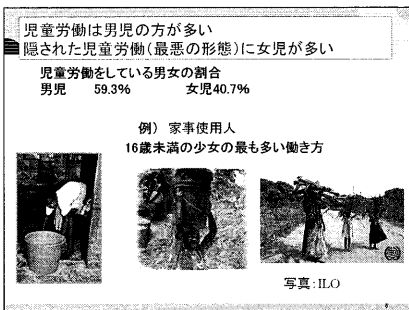 児童労働は男児の方が多い
隠された児童労働(最悪の形態)に女児が多い
児童労働をしている男女の割合
男児 59.3% 女児40.7%
例) 家事使用人
16歳未満の少女の最も多い働き方
写真:ILO